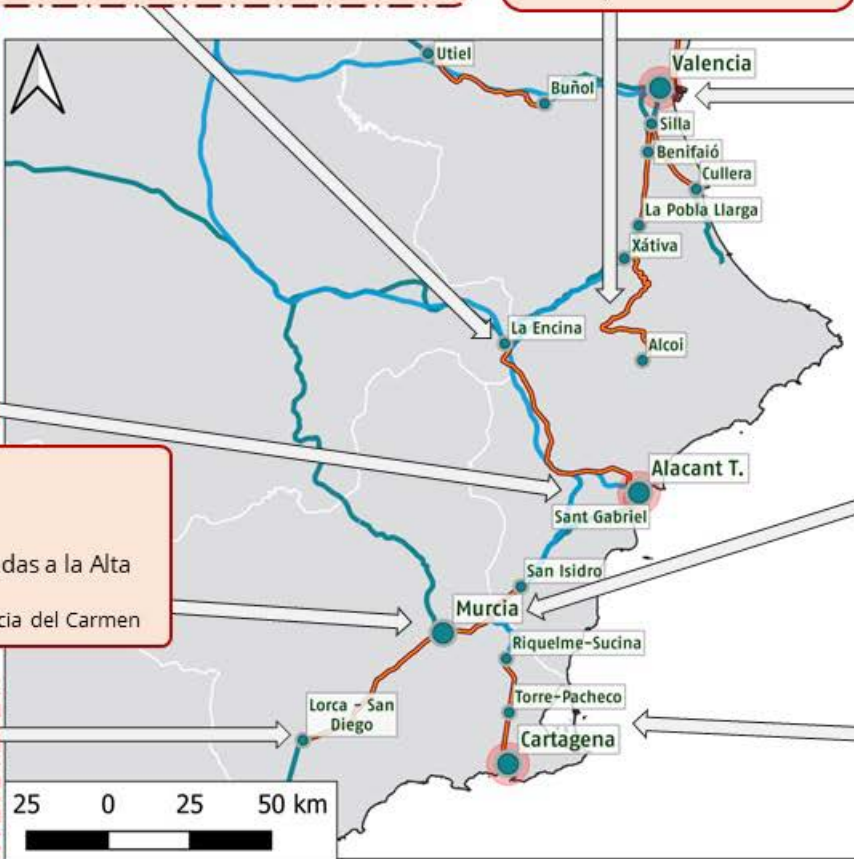 Utiel
Valencia
Buñol
Silla
Benifaió
Cullera
La Pobla Llarga
Xátiva
La Encina
Alcoi
Alacant T.
Sant Gabriel
das a la Alta
San Isidro
Murcia
cia del Carmen
Riquelme-Sucina
Torre-Pacheco
Lorca - San
Diego
Cartagena
25 0 25 50 km